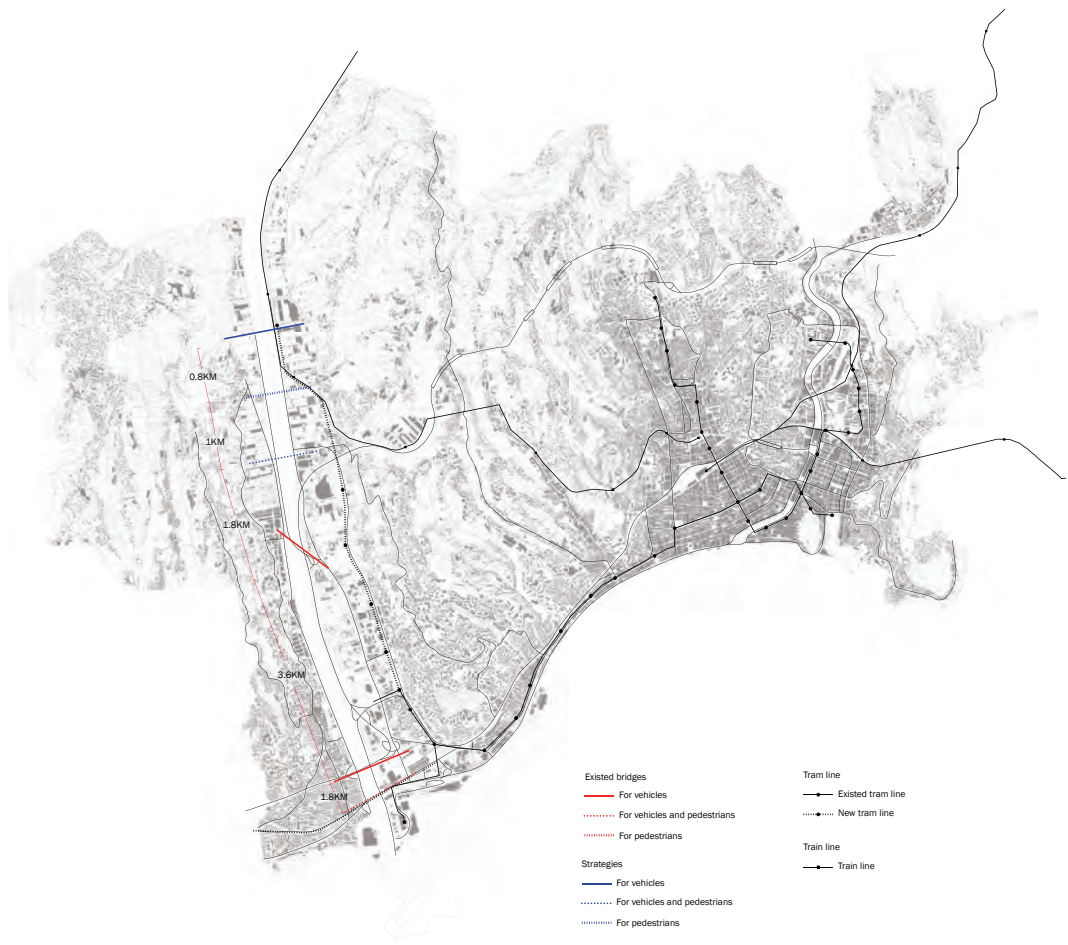 0.8KM
1KM
1.8KM
3.6KM
1.8KM
Existed bridges
For vehicles
For vehicles and pedestrians
For pedestrians
Strategies
For vehicles
For vehicles and pedestrians
For pedestrians
Tram line
Existed tram line
New tram line
Train line
Train line